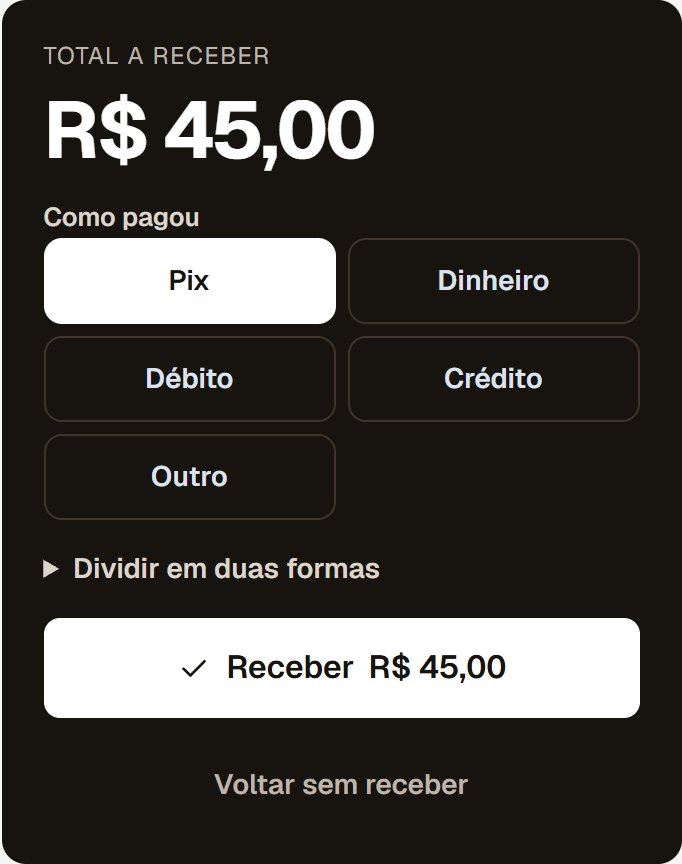 TOTAL A RECEBER
R$ 45,00
Como pagou
Pix
Dinheiro
Débito
Crédito
Outro
Dividir em duas formas
Receber R$ 45,00
Voltar sem receber